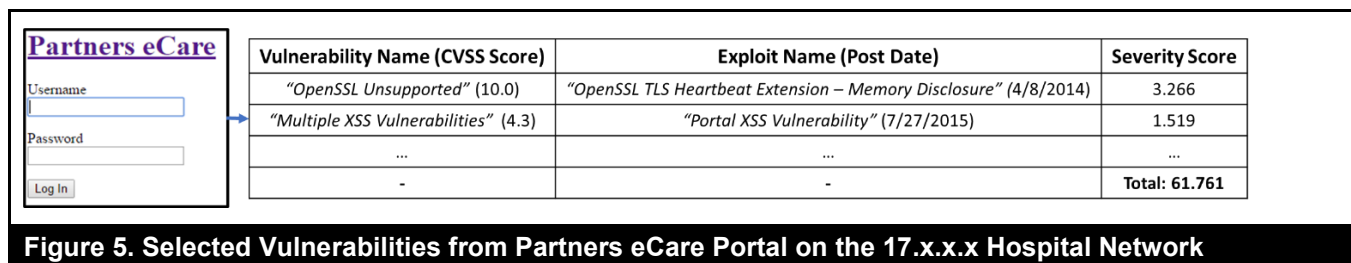 Partners eCare
Username
Password
Log In
Vulnerability Name (CVSS Score) Exploit Name (Post Date) Severity Score
“OpenSSL Unsupported” (10.0) “OpenSSL TLS Heartbeat Extension – Memory Disclosure” (4/8/2014) 3.266
“Multiple XSS Vulnerabilities” (4.3) “Portal XSS Vulnerability” (7/27/2015) 1.519
... ... ...
- - Total: 61.761
Figure 5. Selected Vulnerabilities from Partners eCare Portal on the 17.x.x.x Hospital Network